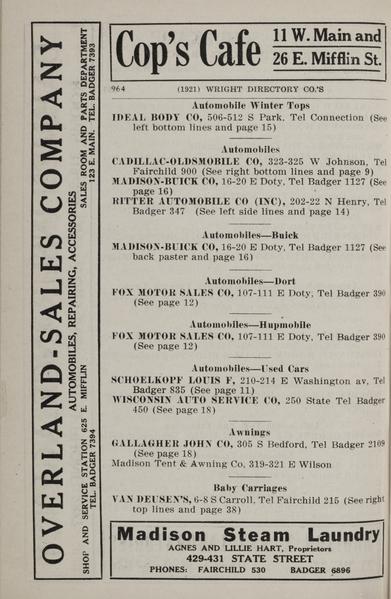 OVERLAND-SALES COMPANY
AUTOMOBILES, REPAIRING, ACCESSORIES
SHOP AND SERVICE STATION, 625 E. MIFFLIN
TEL. BADGER 7394
SALES ROOM AND PARTS DEPARTMENT
123 E. MAIN. TEL. BADGER 7393
Cop's Cafe
11 W. Main and
26 E. Mifflin St.
964 (1921) WRIGHT DIRECTORY CO.'S
Automobile Winter Tops
IDEAL BODY CO, 506-512 S Park, Tel Connection (See
left bottom lines and page 15)
Automobiles
CADILLAC-OLDSMOBILE CO, 323-325 W Johnson, Tel
Fairchild 900 (See right bottom lines and page 9)
MADISON-BUICK CO, 16-20 E Doty, Tel Badger 1127 (See
page 16)
RITTER AUTOMOBILE CO (INC), 202-22 N Henry, Tel
Badger 347 (See left side lines and page 14)
Automobiles—Buick
MADISON-BUICK CO, 16-20 E Doty, Tel Badger 1127 (See
back paster and page 16)
Automobiles—Dort
FOX MOTOR SALES CO, 107-111 E Doty, Tel Badger 390
(See page 12)
Automobiles—Hupmobile
FOX MOTOR SALES CO, 107-111 E Doty, Tel Badger 390
(See page 12)
Automobiles—Used Cars
SCHOELKOPF LOUIS F, 210-214 E Washington av, Tel
Badger 835 (See page 11)
WISCONSIN AUTO SERVICE CO, 250 State Tel Badger
450 (See page 18)
Awnings
GALLAGHER JOHN CO, 305 S Bedford, Tel Badger 2109
(See page 18)
Madison Tent & Awning Co, 319-321 E Wilson
Baby Carriages
VAN DEUSEN'S, 6-8 S Carroll, Tel Fairchild 215 (See right
top lines and page 38)
Madison Steam Laundry
AGNES AND LILLIE HART, Proprietors
429-431 STATE STREET
PHONES: FAIRCHILD 530 BADGER 6896